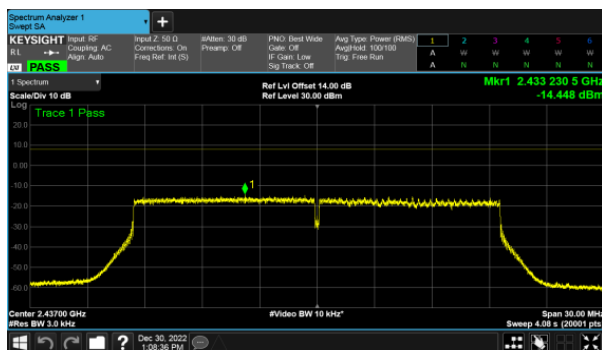 Spectrum Analyzer 1
Swept SA
+
KEYSIGHT Input: RF Input Z: 50 Ω #Atten: 30 dB PNO: Best Wide Avg Type: Power (RMS) 1 2 3 4 5 6
RL Coupling: AC Corrections: On Preamp: Off Gate: Off Avg|Hold: 100/100 A W W W W W
Align: Auto Freq Ref: Int (S) IF Gain: Low Trig: Free Run
LXI PASS Sig Track: Off A N N N N N
1 Spectrum Ref Lvl Offset 14.00 dB Mkr1 2.433 230 5 GHz
Scale/Div 10 dB Ref Level 30.00 dBm -14.448 dBm
Log
Trace 1 Pass
20.0
10.0
0.00
-10.0
1
-20.0
-30.0
-40.0
-50.0
-60.0
Center 2.43700 GHz #Video BW 10 kHz* Span 30.00 MHz
#Res BW 3.0 kHz Sweep 4.08 s (20001 pts)
? Dec 30, 2022
1:08:36 PM